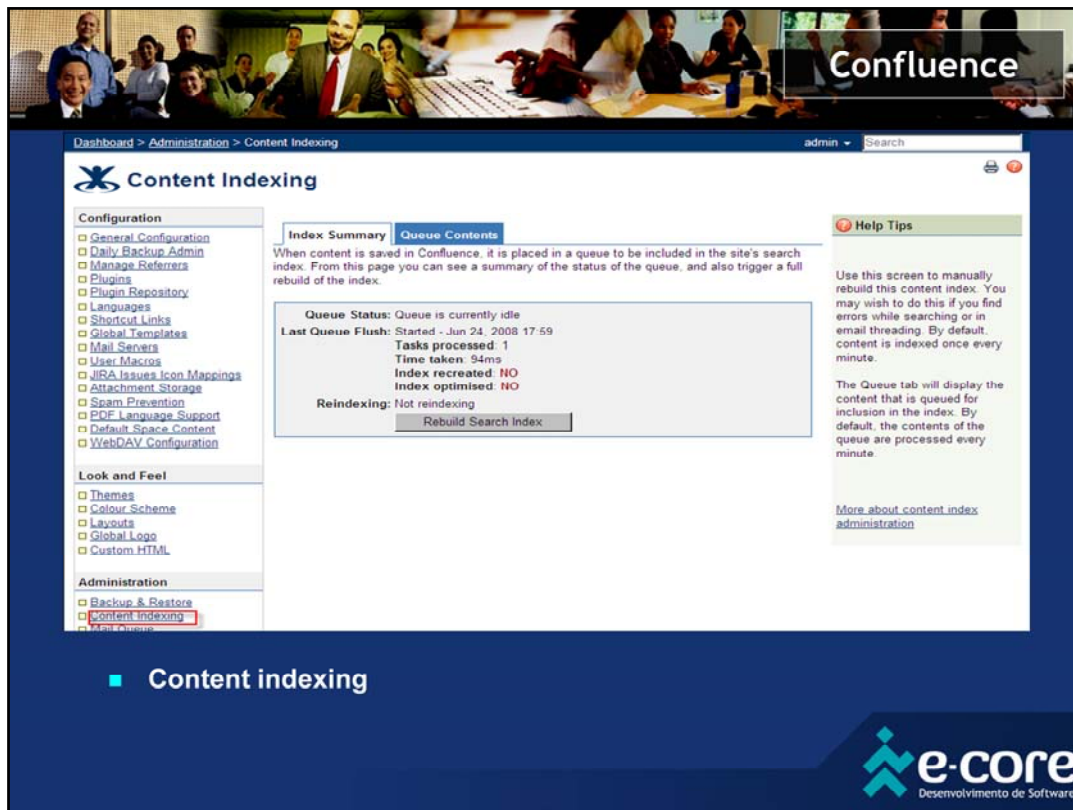 Confluence
Dashboard > Administration > Content Indexing
admin
Search
Content Indexing
Configuration
General Configuration
Daily Backup Admin
Manage Referrers
Plugins
Plugin Repository
Languages
Shortcut Links
Global Templates
Mail Servers
User Macros
JIRA Issues Icon Mappings
Attachment Storage
Spam Prevention
PDF Language Support
Default Space Content
WebDAV Configuration
Look and Feel
Themes
Colour Scheme
Layouts
Global Logo
Custom HTML
Administration
Backup & Restore
Content Indexing
Mail Queue
Index Summary
Queue Contents
When content is saved in Confluence, it is placed in a queue to be included in the site's search
index. From this page you can see a summary of the status of the queue, and also trigger a full
rebuild of the index.
Queue Status: Queue is currently idle
Last Queue Flush: Started - Jun 24, 2008 17:59
Tasks processed: 1
Time taken: 94ms
Index recreated: NO
Index optimised: NO
Reindexing: Not reindexing
Rebuild Search Index
Help Tips
Use this screen to manually
rebuild this content index. You
may wish to do this if you find
errors while searching or in
email threading. By default,
content is indexed once every
minute.
The Queue tab will display the
content that is queued for
inclusion in the index. By
default, the contents of the
queue are processed every
minute.
More about content index
administration
Content indexing
e-core
Desenvolvimento de Software